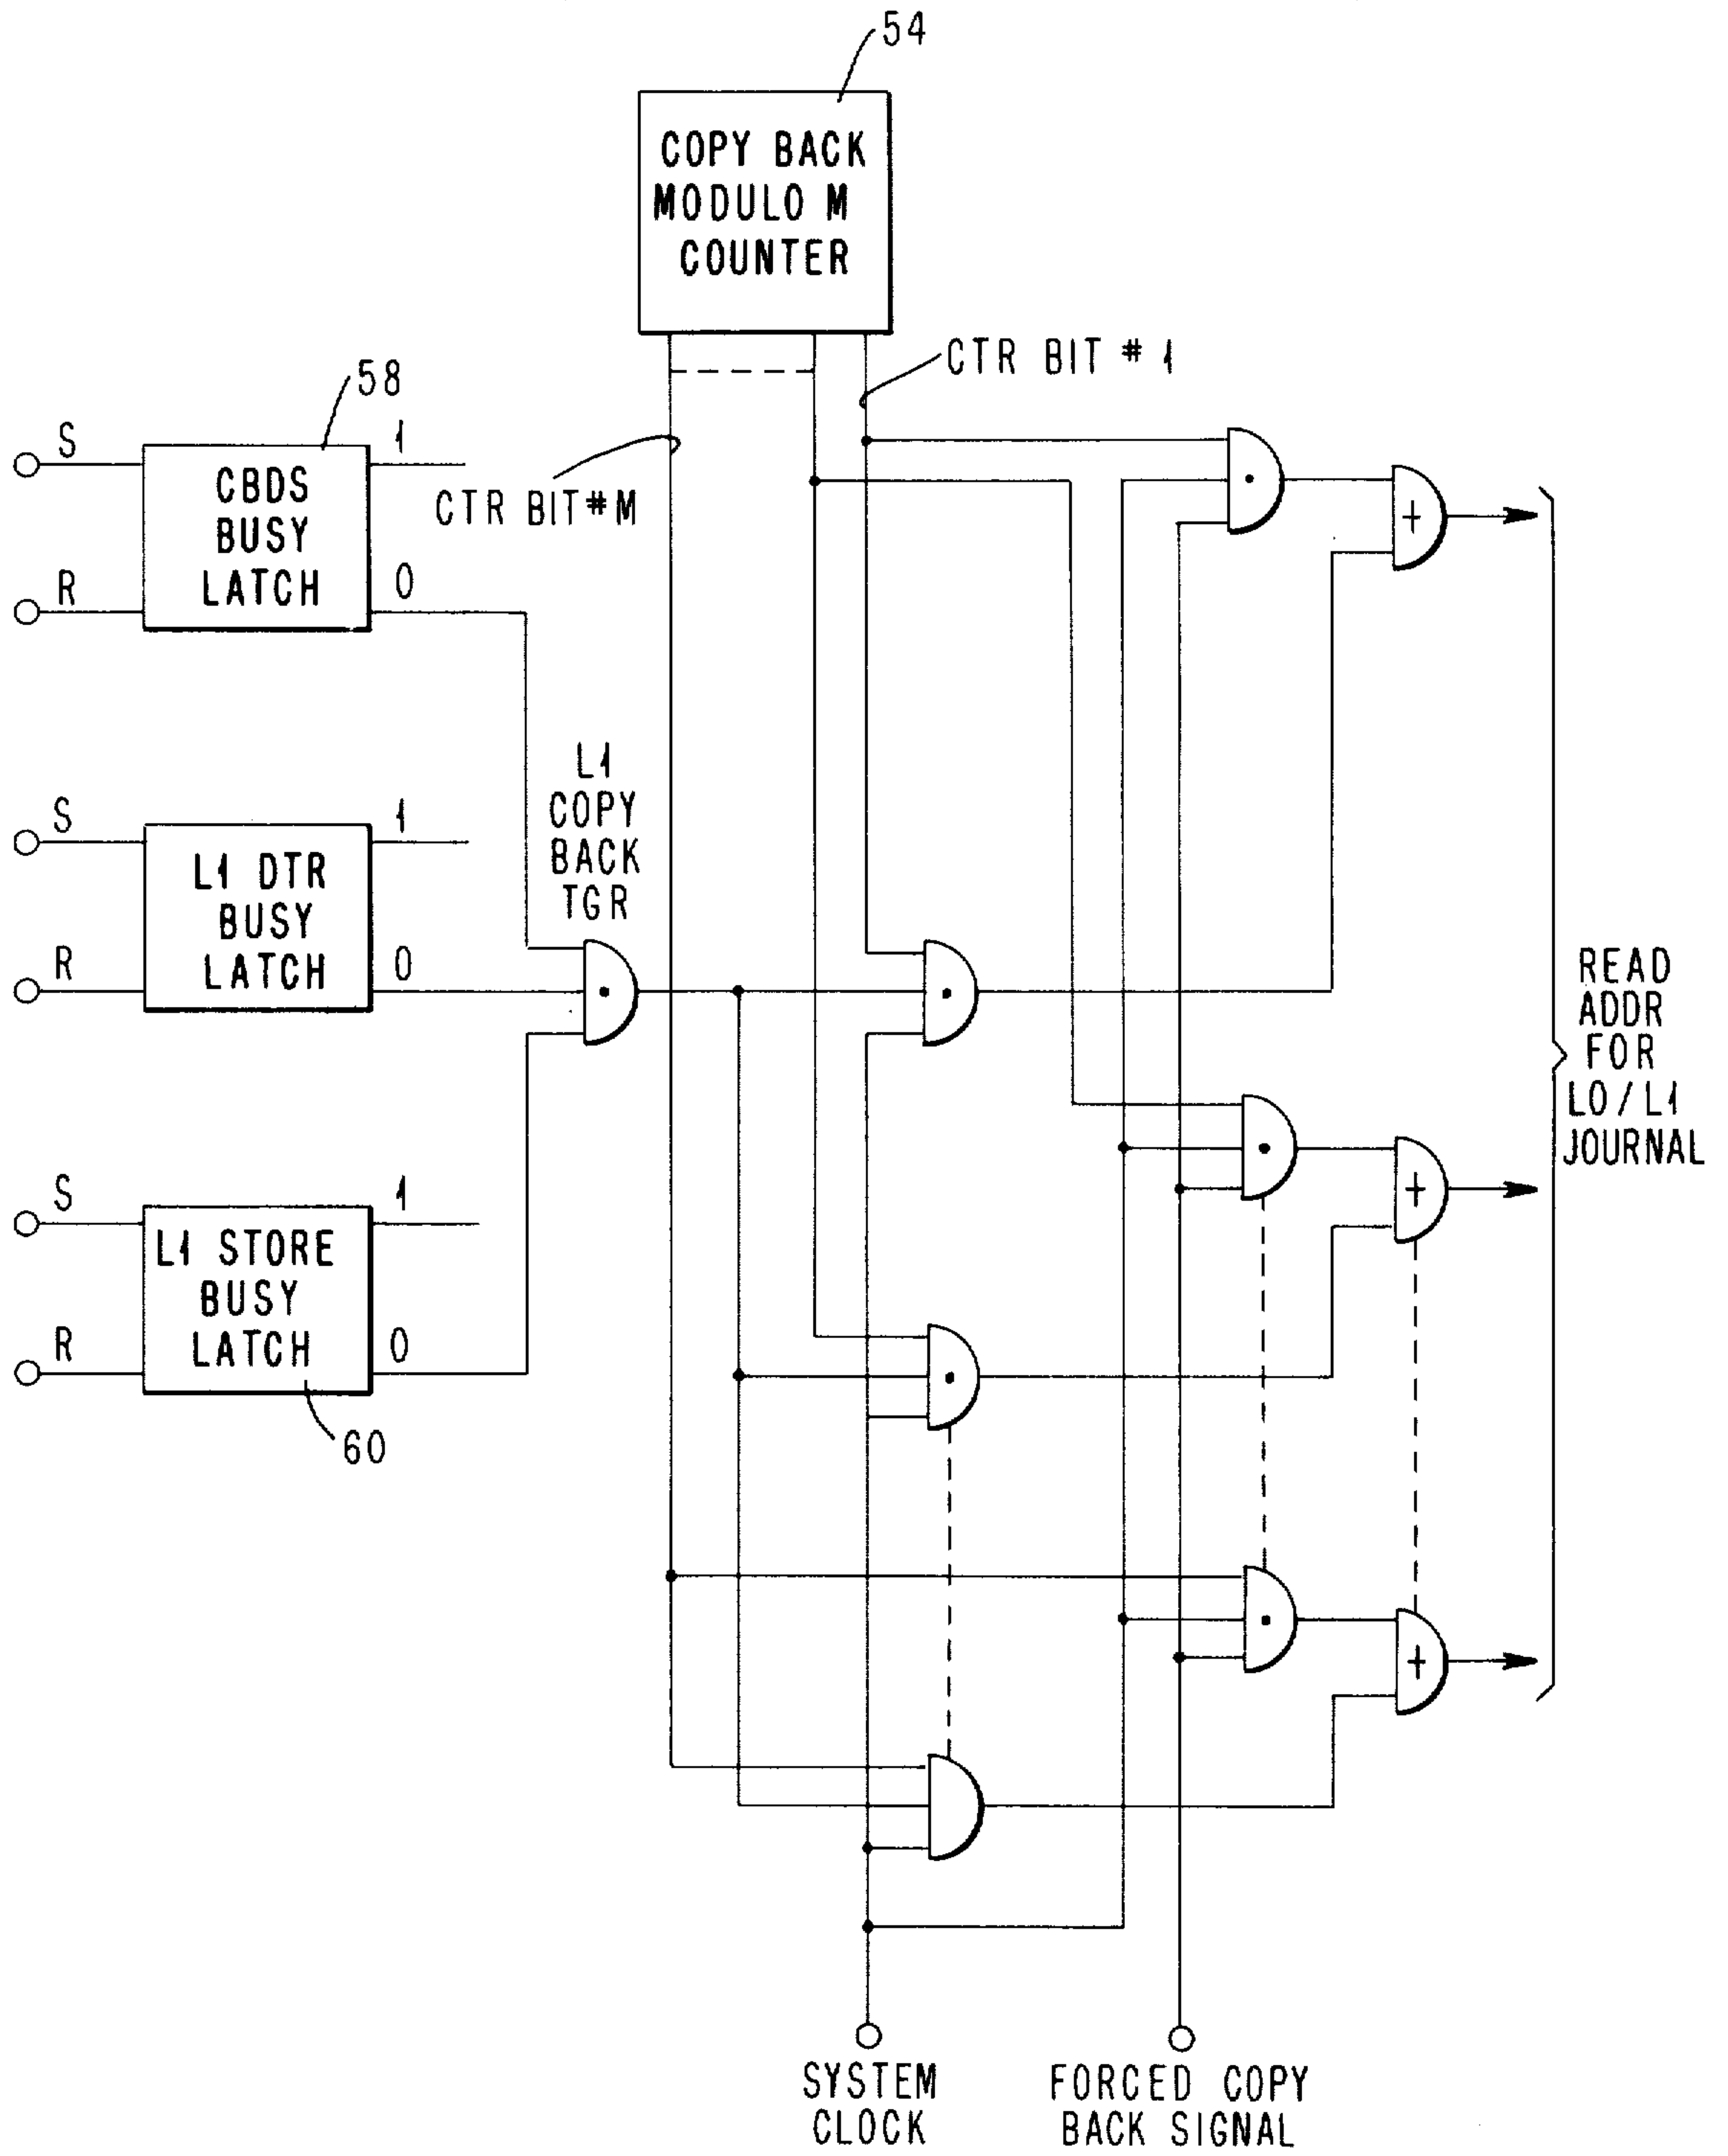 54
COPY BACK
MODULO M
COUNTER
CTR BIT # 1
CTR BIT#M
58
S
1
CBDS
BUSY
LATCH
R
0
S
1
L1 DTR
BUSY
LATCH
R
0
L1
COPY
BACK
TGR
S
1
L1 STORE
BUSY
LATCH
R
0
60
•
+
•
•
•
+
•
•
+
READ
ADDR
FOR
L0/L1
JOURNAL
SYSTEM
CLOCK
FORCED COPY
BACK SIGNAL